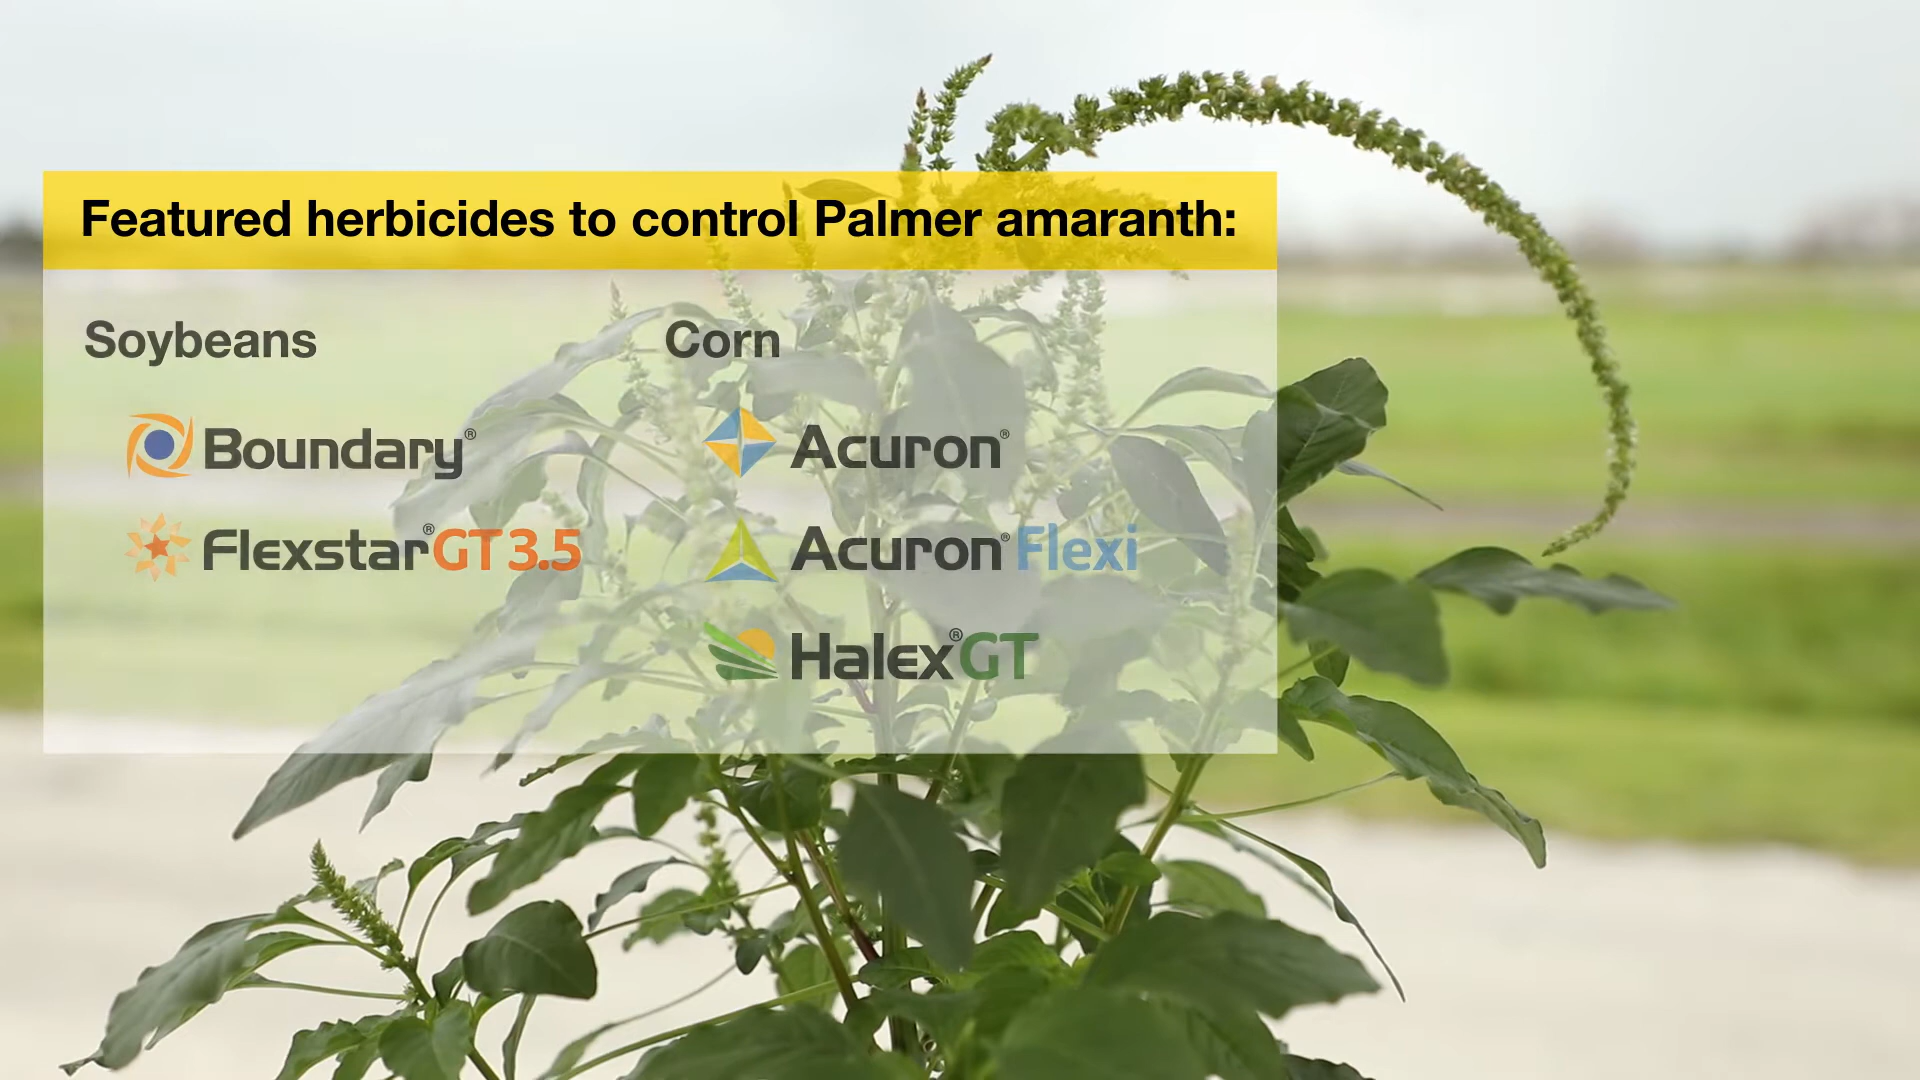 Featured herbicides to control Palmer amaranth:
Soybeans
Boundary®
Flexstar® GT 3.5
Corn
Acuron®
Acuron® Flexi
Halex® GT